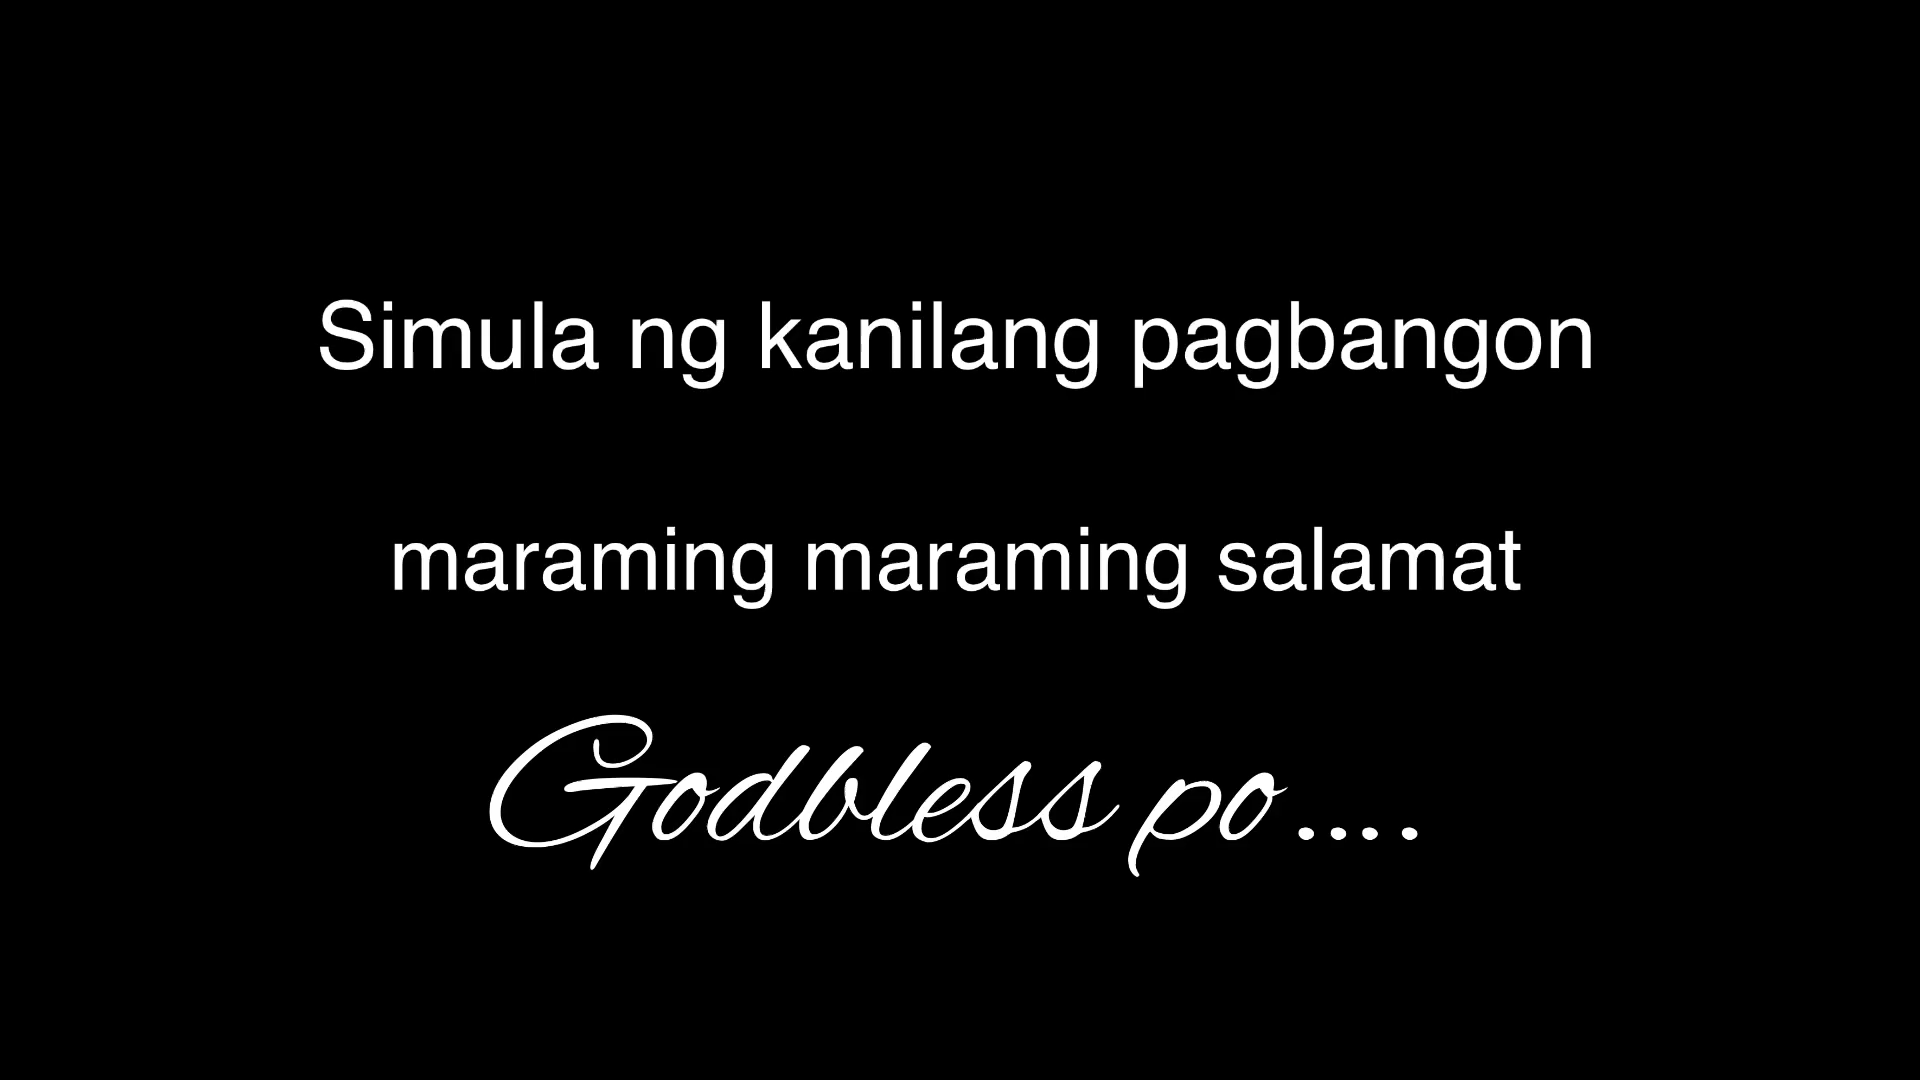 Simula ng kanilang pagbangon
maraming maraming salamat
Godbless po....